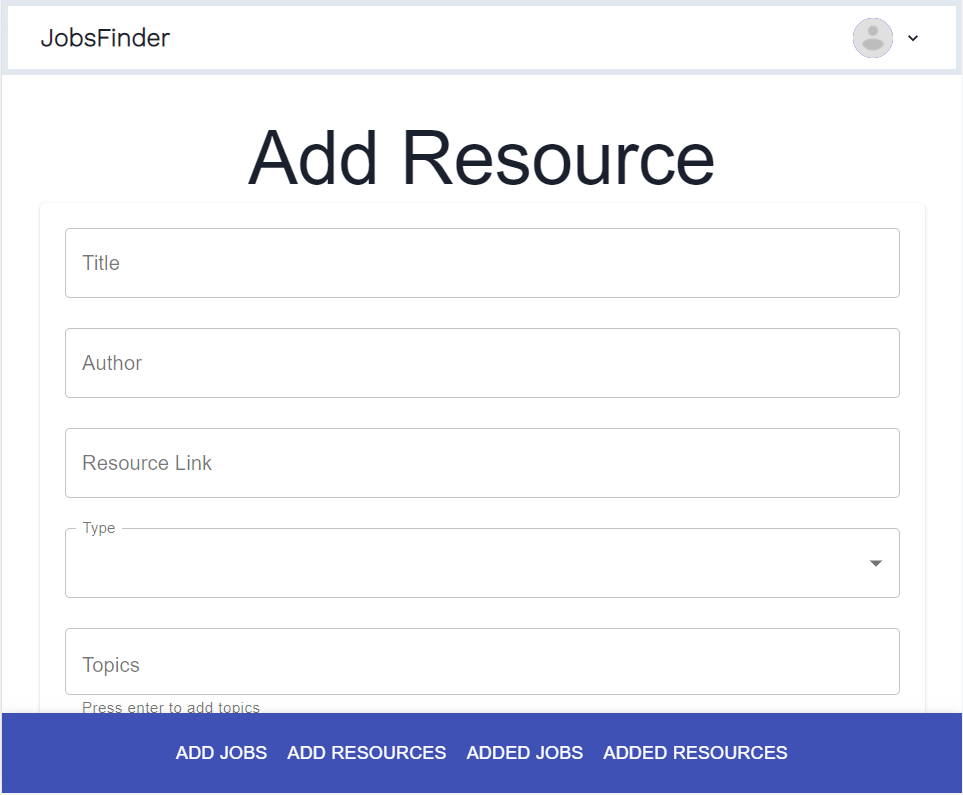 JobsFinder
Add Resource
Title
Author
Resource Link
Type
Topics
Press enter to add topics
ADD JOBS ADD RESOURCES ADDED JOBS ADDED RESOURCES